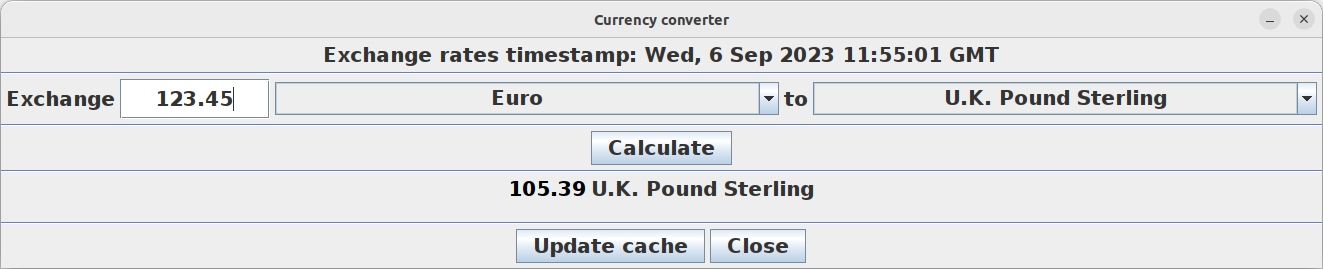 Currency converter
Exchange rates timestamp: Wed, 6 Sep 2023 11:55:01 GMT
Exchange 123.45 Euro to U.K. Pound Sterling
Calculate
105.39 U.K. Pound Sterling
Update cache Close